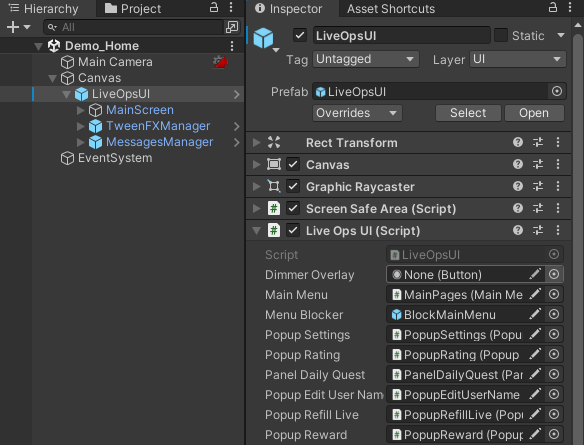 Hierarchy
Project
All
Demo_Home
Main Camera
Canvas
LiveOpsUI
MainScreen
TweenFXManager
MessagesManager
EventSystem
Inspector
Asset Shortcuts
LiveOpsUI
Static
Tag Untagged Layer UI
Prefab LiveOpsUI
Overrides Select Open
Rect Transform
Canvas
Graphic Raycaster
Screen Safe Area (Script)
Live Ops UI (Script)
Script LiveOpsUI
Dimmer Overlay None (Button)
Main Menu MainPages (Main Me
Menu Blocker BlockMainMenu
Popup Settings PopupSettings (Popu
Popup Rating PopupRating (Popup
Panel Daily Quest PanelDailyQuest (Par
Popup Edit User Name PopupEditUserName
Popup Refill Live PopupRefillLive (Pop
Popup Reward PopupReward (Popu